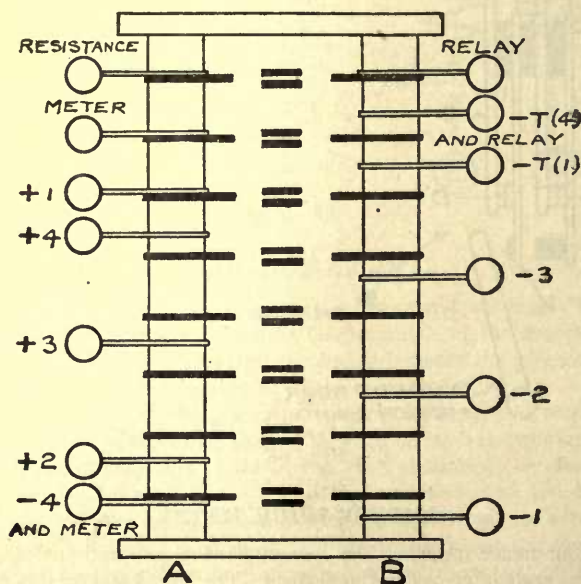 RESISTANCE
RELAY
METER
-T(4)
AND RELAY
-T(1)
+1
+4
-3
+3
-2
+2
-4
AND METER
-1
A
B